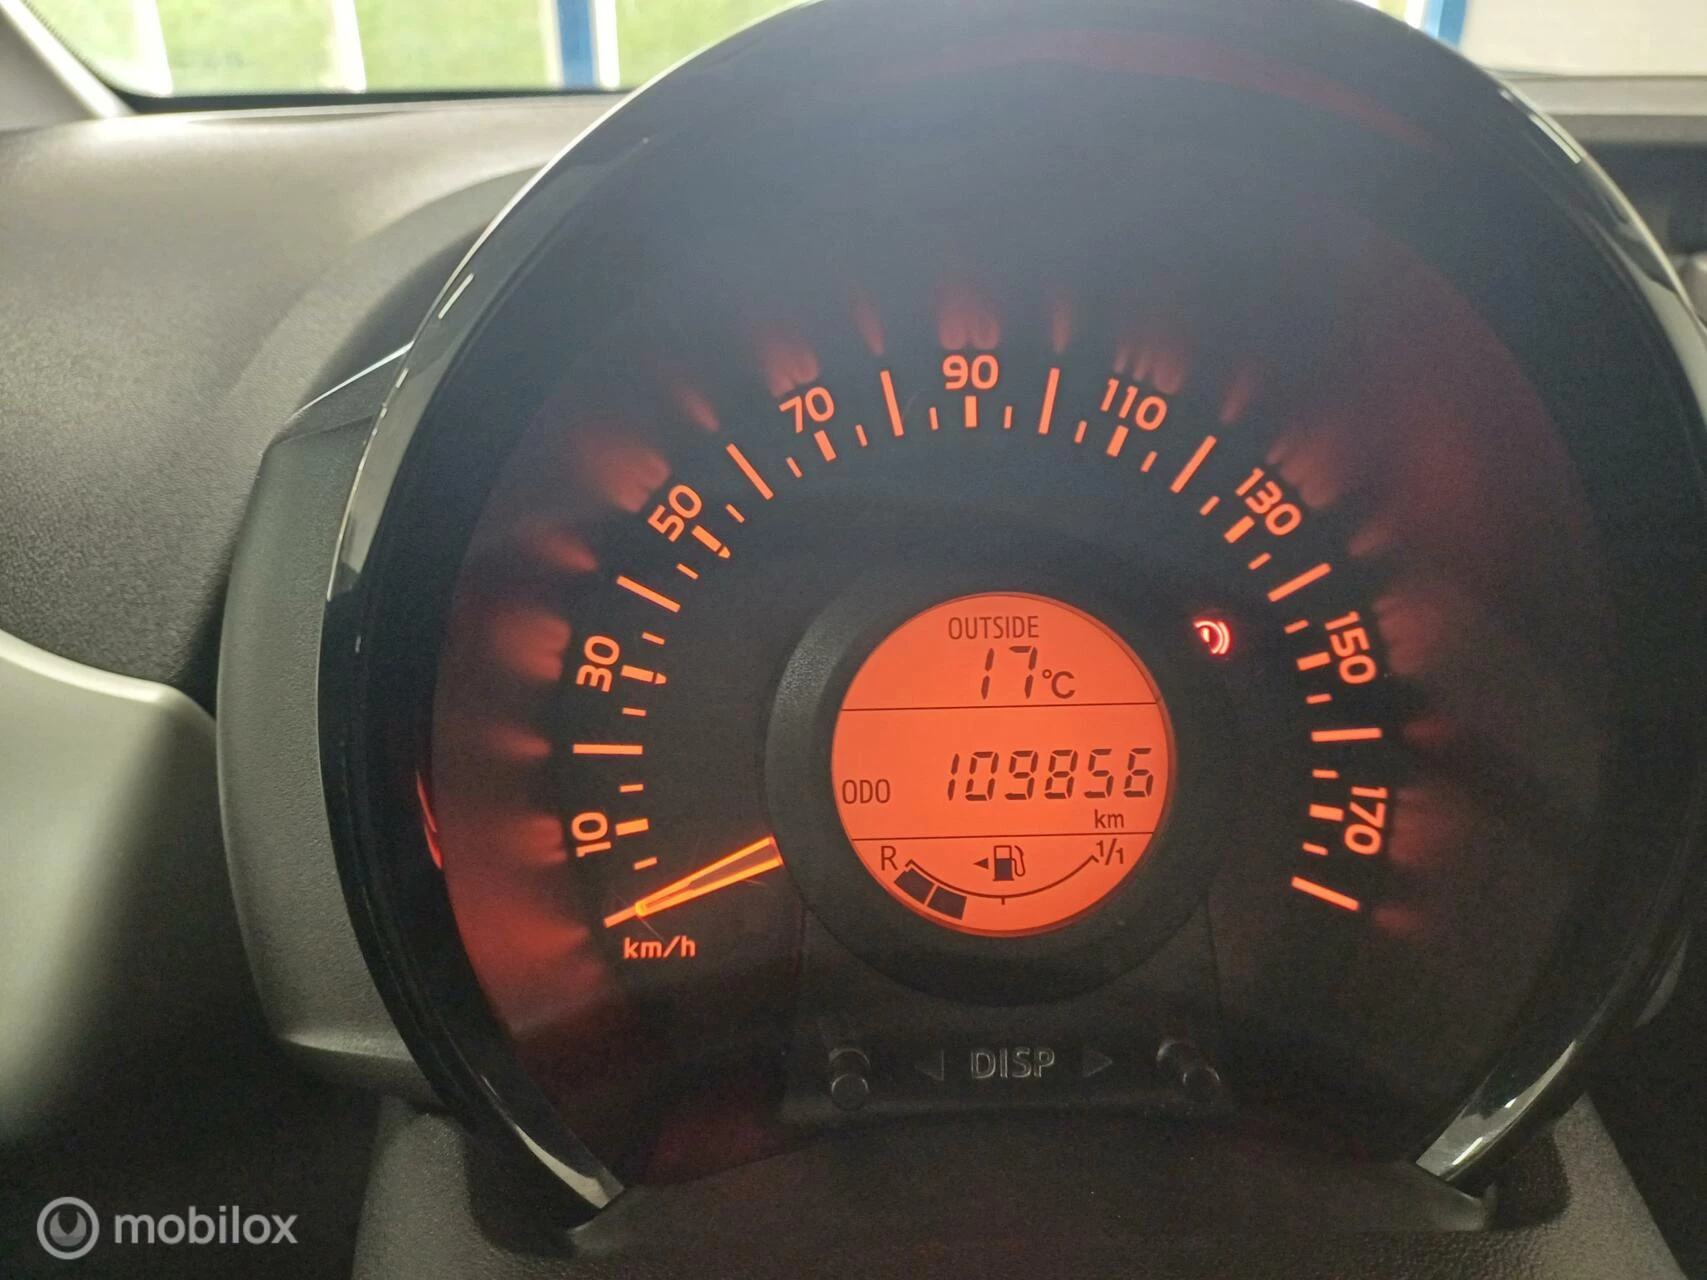 10
30
50
70
90
110
130
150
170
km/h
OUTSIDE
17°C
ODO 109856
km
R 1/1
DISP
mobilox